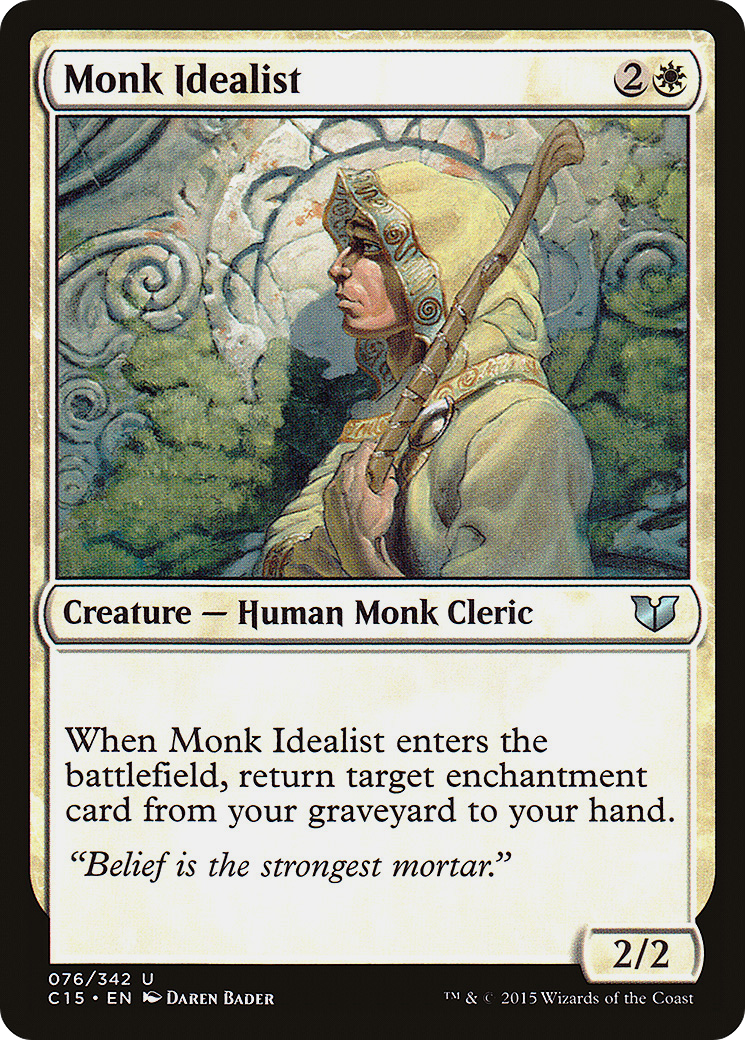 Monk Idealist 2
Creature — Human Monk Cleric
When Monk Idealist enters the
battlefield, return target enchantment
card from your graveyard to your hand.
“Belief is the strongest mortar.”
2/2
076/342 U
C15 • EN Daren Bader
™ & © 2015 Wizards of the Coast